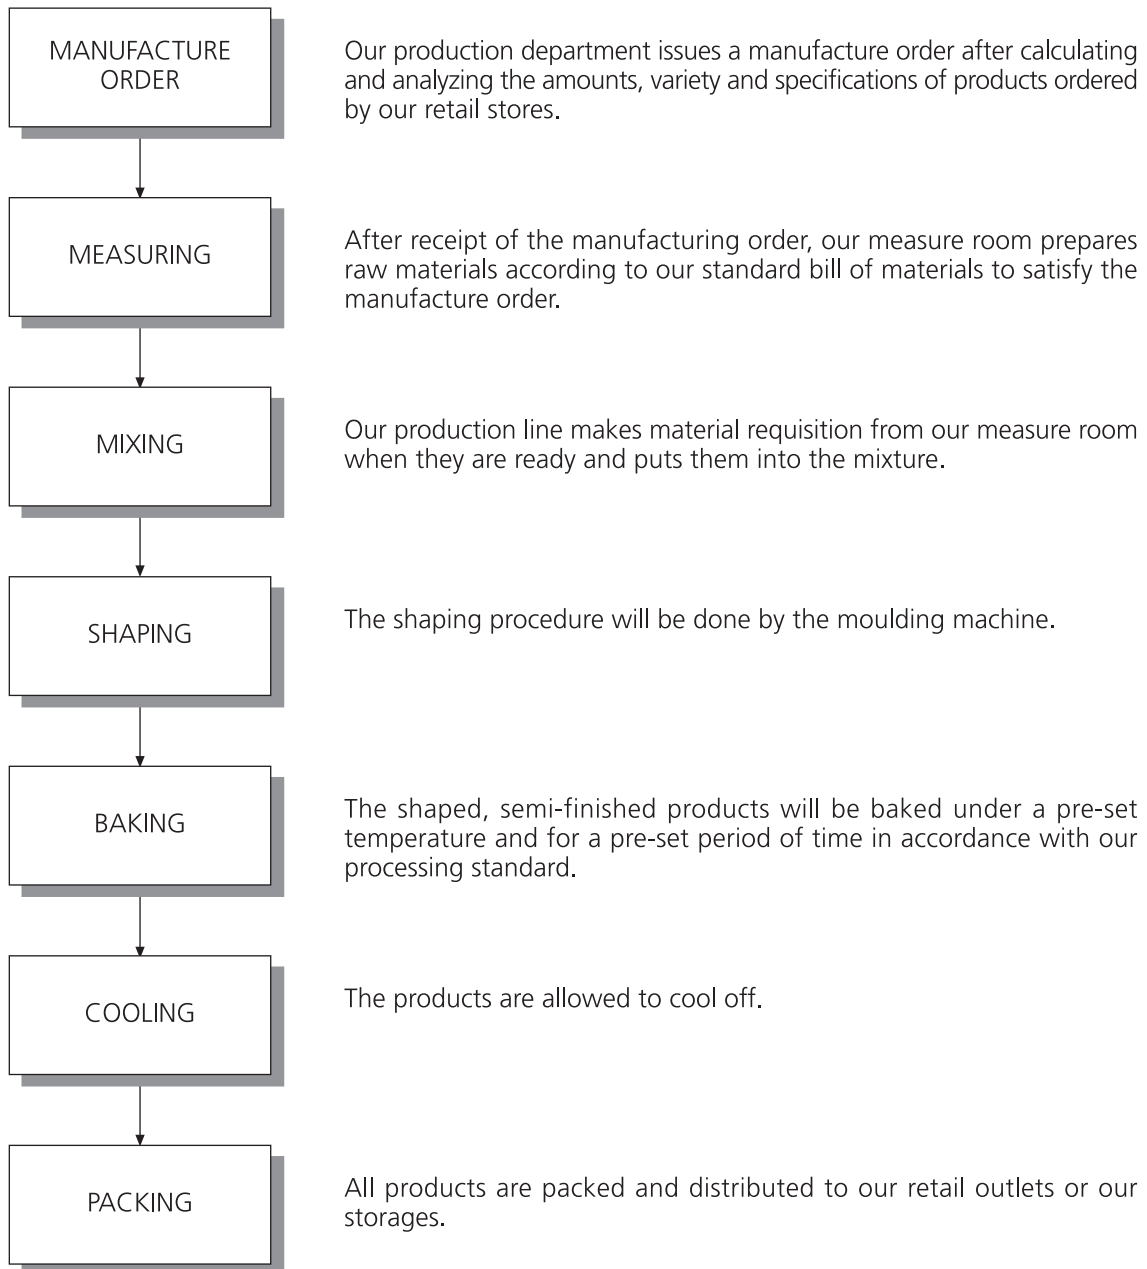 MANUFACTURE
ORDER
Our production department issues a manufacture order after calculating
and analyzing the amounts, variety and specifications of products ordered
by our retail stores.
MEASURING
After receipt of the manufacturing order, our measure room prepares
raw materials according to our standard bill of materials to satisfy the
manufacture order.
MIXING
Our production line makes material requisition from our measure room
when they are ready and puts them into the mixture.
SHAPING
The shaping procedure will be done by the moulding machine.
BAKING
The shaped, semi-finished products will be baked under a pre-set
temperature and for a pre-set period of time in accordance with our
processing standard.
COOLING
The products are allowed to cool off.
PACKING
All products are packed and distributed to our retail outlets or our
storages.